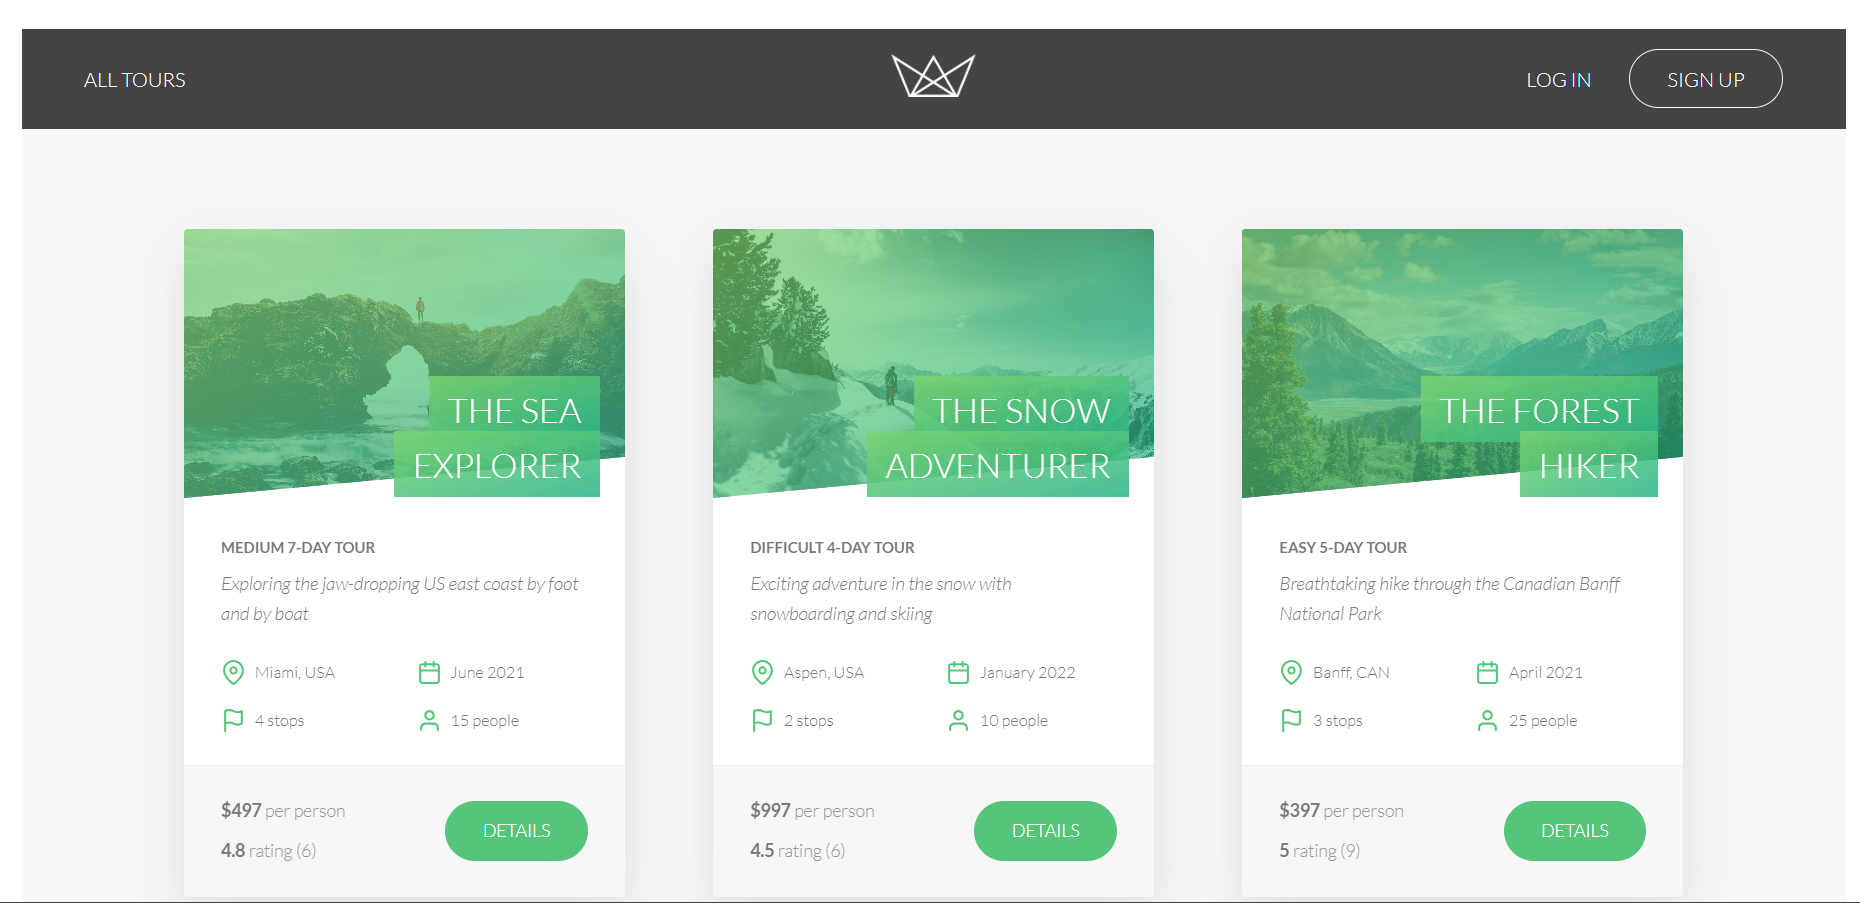 ALL TOURS
LOG IN
SIGN UP
THE SEA
EXPLORER
MEDIUM 7-DAY TOUR
Exploring the jaw-dropping US east coast by foot
and by boat
Miami, USA
June 2021
4 stops
15 people
$497 per person
4.8 rating (6)
DETAILS
THE SNOW
ADVENTURER
DIFFICULT 4-DAY TOUR
Exciting adventure in the snow with
snowboarding and skiing
Aspen, USA
January 2022
2 stops
10 people
$997 per person
4.5 rating (6)
DETAILS
THE FOREST
HIKER
EASY 5-DAY TOUR
Breathtaking hike through the Canadian Banff
National Park
Banff, CAN
April 2021
3 stops
25 people
$397 per person
5 rating (9)
DETAILS